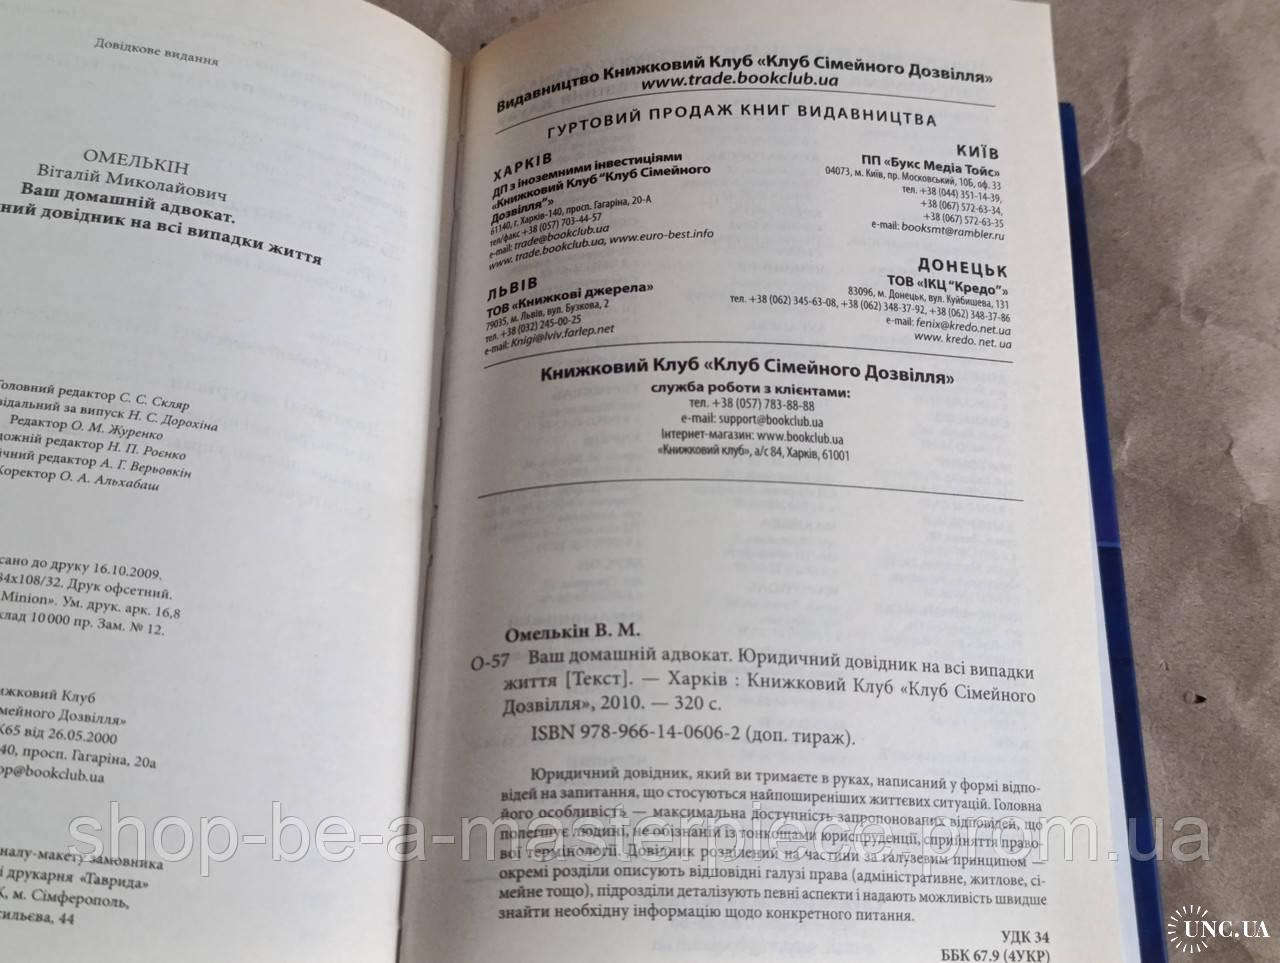 Довідкове видання
ОМЕЛЬКІН
Віталій Миколайович
Ваш домашній адвокат.
довідник на всі випадки життя
Головний редактор С. С. Скляр
за випуск Н. С. Дорохіна
Редактор О. М. Журенко
редактор Н. П. Роєнко
редактор А. Г. Верьовкін
Коректор О. А. Альхабаш
до друку 16.10.2009.
84x108/32. Друк офсетний.
Minion». Ум. друк. арк. 16,8
10 000 пр. Зам. № 12.
Клуб
Дозвілля»
від 26.05.2000
просп. Гагаріна, 20а
@bookclub.ua
замовника
друкарня «Таврида»
м. Сімферополь,
44
Видавництво Книжковий Клуб «Клуб Сімейного Дозвілля»
www.trade.bookclub.ua
ГУРТОВИЙ ПРОДАЖ КНИГ ВИДАВНИЦТВА
ХАРКІВ
ДП з іноземними інвестиціями
«Книжковий Клуб "Клуб Сімейного
Дозвілля"»
61140, г. Харків-140, просп. Гагаріна, 20-А
тел/факс +38 (057) 703-44-57
e-mail: trade@bookclub.ua
www. trade.bookclub.ua, www.euro-best.info
ЛЬВІВ
ТОВ «Книжкові джерела»
79035, м. Львів, вул. Бузкова, 2
тел. +38 (032) 245-00-25
e-mail: Knigi@lviv.farlep.net
КИЇВ
ПП «Букс Медіа Тойс»
04073, м. Київ, пр. Московський, 10Б, оф. 33
тел. +38 (044) 351-14-39,
+38 (067) 572-63-34,
+38 (067) 572-63-35
e-mail: booksmt@rambler.ru
ДОНЕЦЬК
ТОВ «ІКЦ "Кредо"»
83096, м. Донецьк, вул. Куйбишева, 131
тел. +38 (062) 345-63-08, +38 (062) 348-37-92, +38 (062) 348-37-86
e-mail: fenix@kredo.net.ua
www. kredo. net. ua
Книжковий Клуб «Клуб Сімейного Дозвілля»
служба роботи з клієнтами:
тел. +38 (057) 783-88-88
e-mail: support@bookclub.ua
Інтернет-магазин: www.bookclub.ua
«Книжковий клуб», а/с 84, Харків, 61001
Омелькін В. М.
О-57 Ваш домашній адвокат. Юридичний довідник на всі випадки
життя [Текст]. — Харків : Книжковий Клуб «Клуб Сімейного
Дозвілля», 2010. — 320 с.
ISBN 978-966-14-0606-2 (доп. тираж).
Юридичний довідник, який ви тримаєте в руках, написаний у формі відпо-
відей на запитання, що стосуються найпоширеніших життєвих ситуацій. Головна
його особливість — максимальна доступність запропонованих відповідей, що
полегшує людині, не обізнаній із тонкощами юриспруденції, сприйняття право-
вої термінології. Довідник розділений на частини за галузевим принципом —
окремі розділи описують відповідні галузі права (адміністративне, житлове, сі-
мейне тощо), підрозділи деталізують певні аспекти і надають можливість швидше
знайти необхідну інформацію щодо конкретного питання.
УДК 34
ББК 67.9 (4УКР)
shop-be-a-masterpiece.prom.ua
UNC.UA